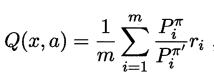 Q(x, a) = \frac{1}{m} \sum_{i=1}^{m} \frac{P_i^{\pi}}{P_i^{\pi'}} r_i ,